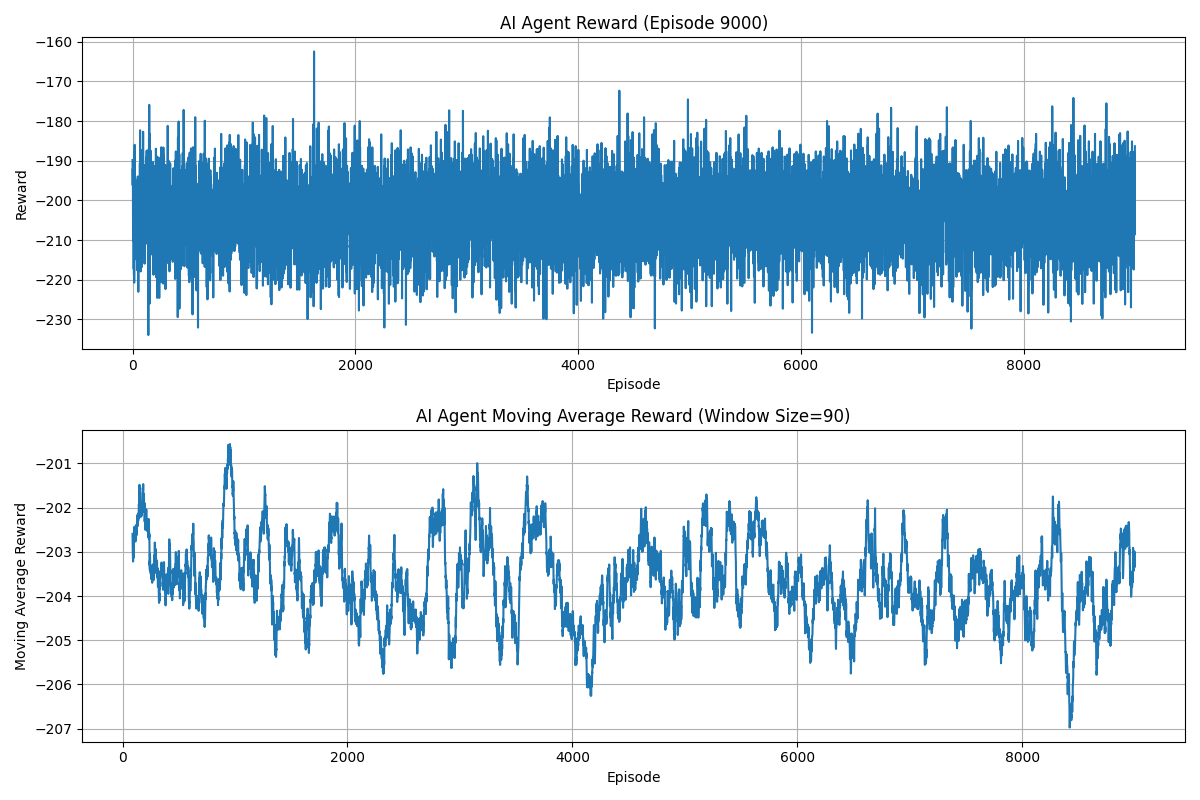 AI Agent Reward (Episode 9000)
Reward
−160
−170
−180
−190
−200
−210
−220
−230
0 2000 4000 6000 8000
Episode
AI Agent Moving Average Reward (Window Size=90)
Moving Average Reward
−201
−202
−203
−204
−205
−206
−207
0 2000 4000 6000 8000
Episode